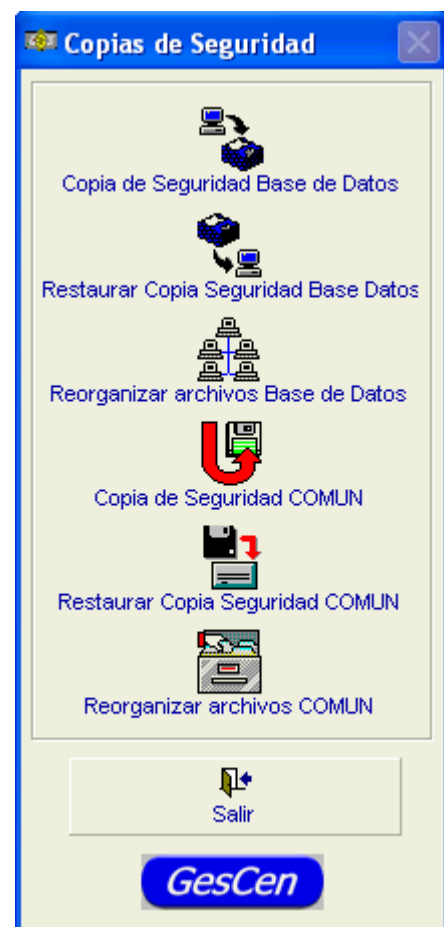 Copias de Seguridad
Copia de Seguridad Base de Datos
Restaurar Copia Seguridad Base Datos
Reorganizar archivos Base de Datos
Copia de Seguridad COMUN
Restaurar Copia Seguridad COMUN
Reorganizar archivos COMUN
Salir
GesCen